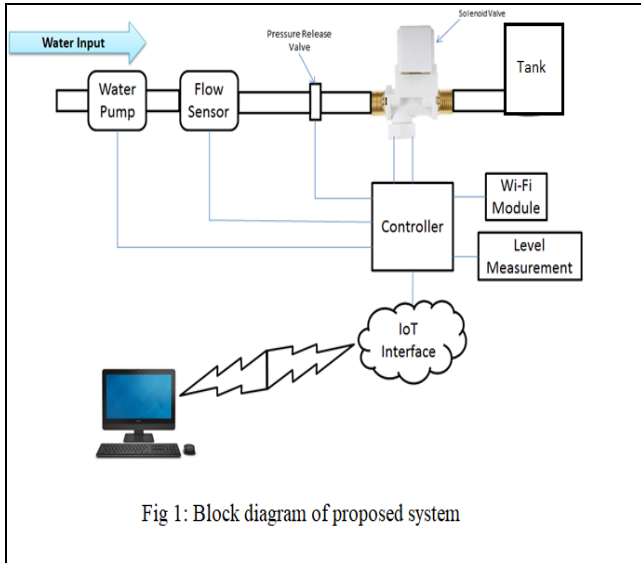 Solenoid Valve
Water Input
Pressure Release
Valve
Water
Pump
Flow
Sensor
Tank
Controller
Wi-Fi
Module
Level
Measurement
IoT
Interface
Fig 1: Block diagram of proposed system